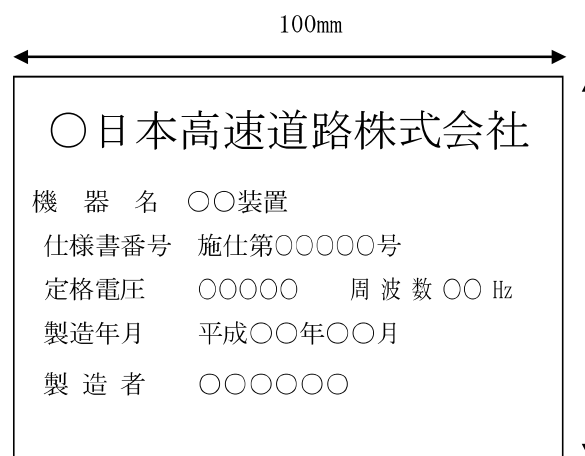 100mm
○日本高速道路株式会社
機 器 名 ○○装置
仕様書番号 施仕第○○○○○号
定格電圧 ○○○○○ 周 波 数 ○○ Hz
製造年月 平成○○年○○月
製 造 者 ○○○○○○